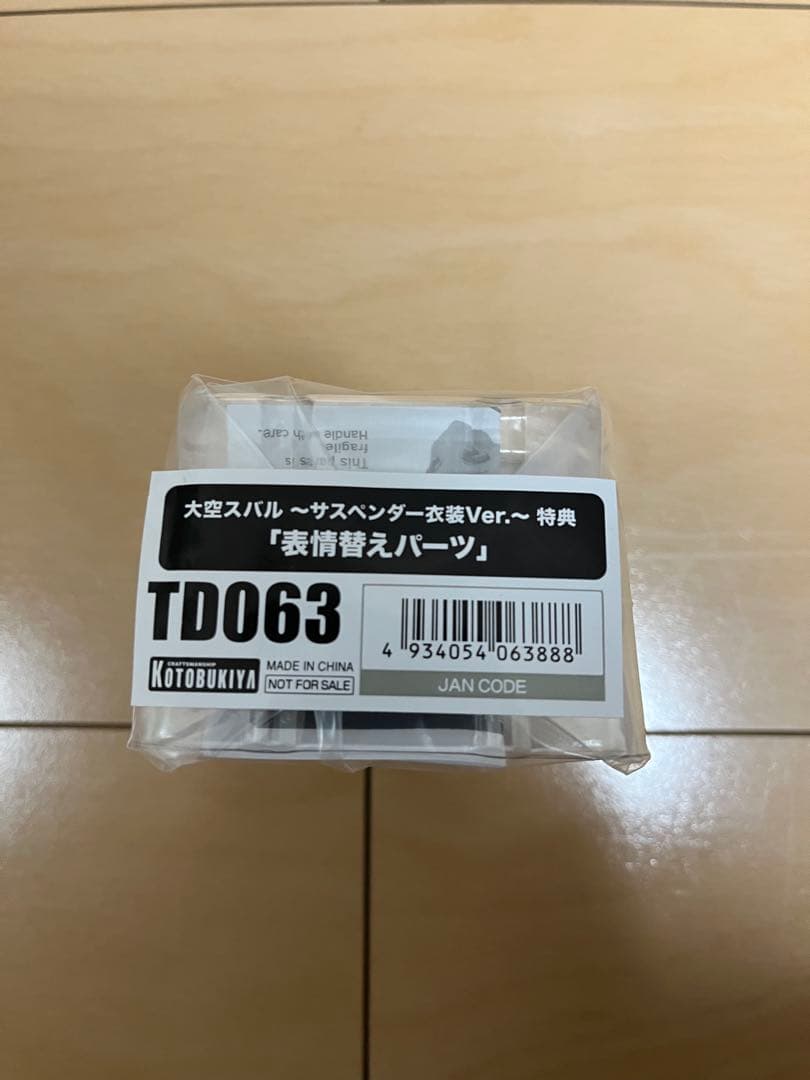 Handle with care.
fragile
This parts is
大空スバル ～サスペンダー衣装Ver.～ 特典
「表情替えパーツ」
TD063
4 934054 063888
CRAFTSMANSHIP
KOTOBUKIYA
MADE IN CHINA
NOT FOR SALE
JAN CODE